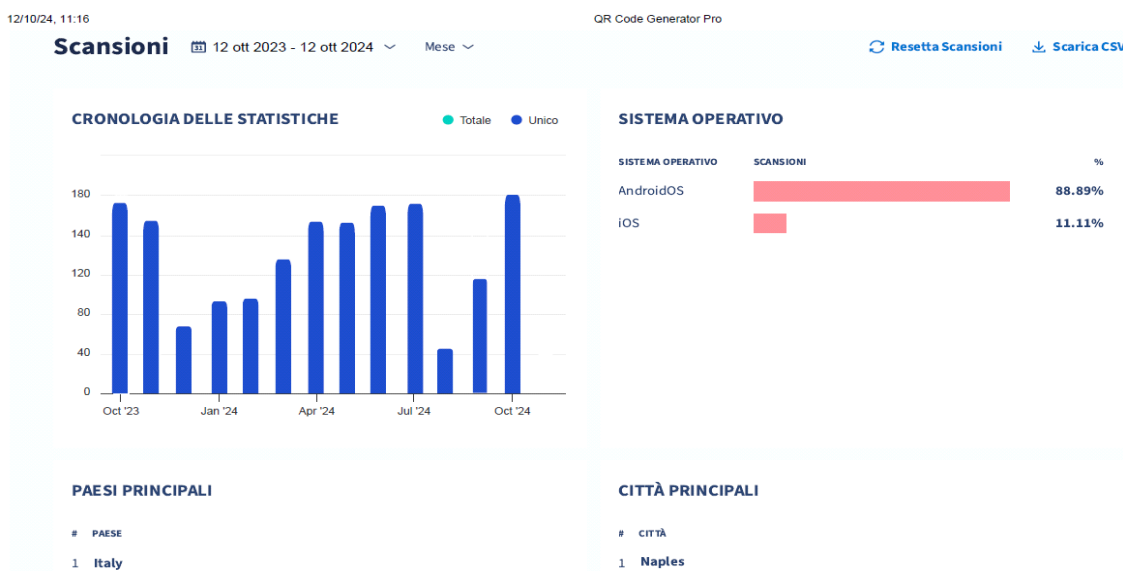 12/10/24, 11:16 QR Code Generator Pro
Scansioni 31 12 ott 2023 - 12 ott 2024 Mese Resetta Scansioni Scarica CSV
CRONOLOGIA DELLE STATISTICHE Totale Unico
180
140
120
80
40
0
Oct '23 Jan '24 Apr '24 Jul '24 Oct '24
SISTEMA OPERATIVO
SISTEMA OPERATIVO SCANSIONI %
AndroidOS 88.89%
iOS 11.11%
PAESI PRINCIPALI
# PAESE
1 Italy
CITTÀ PRINCIPALI
# CITTÀ
1 Naples